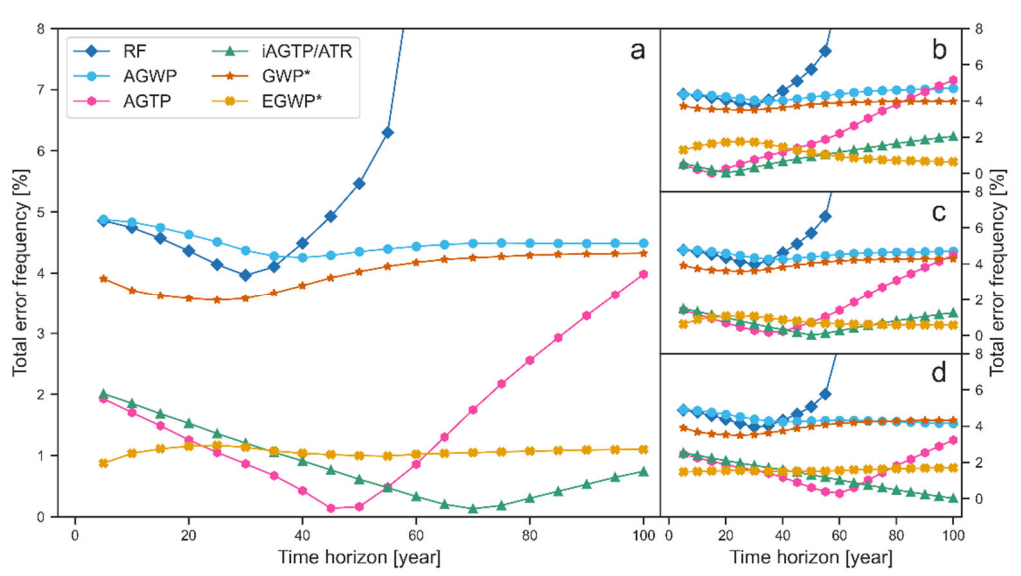 Total error frequency [%]
8
7
6
5
4
3
2
1
0
RF
AGWP
AGTP
iAGTP/ATR
GWP*
EGWP*
a
0
20
40
60
80
100
Time horizon [year]
b
8
6
4
2
0
c
8
6
4
2
0
d
8
6
4
2
0
Total error frequency [%]
0
20
40
60
80
100
Time horizon [year]